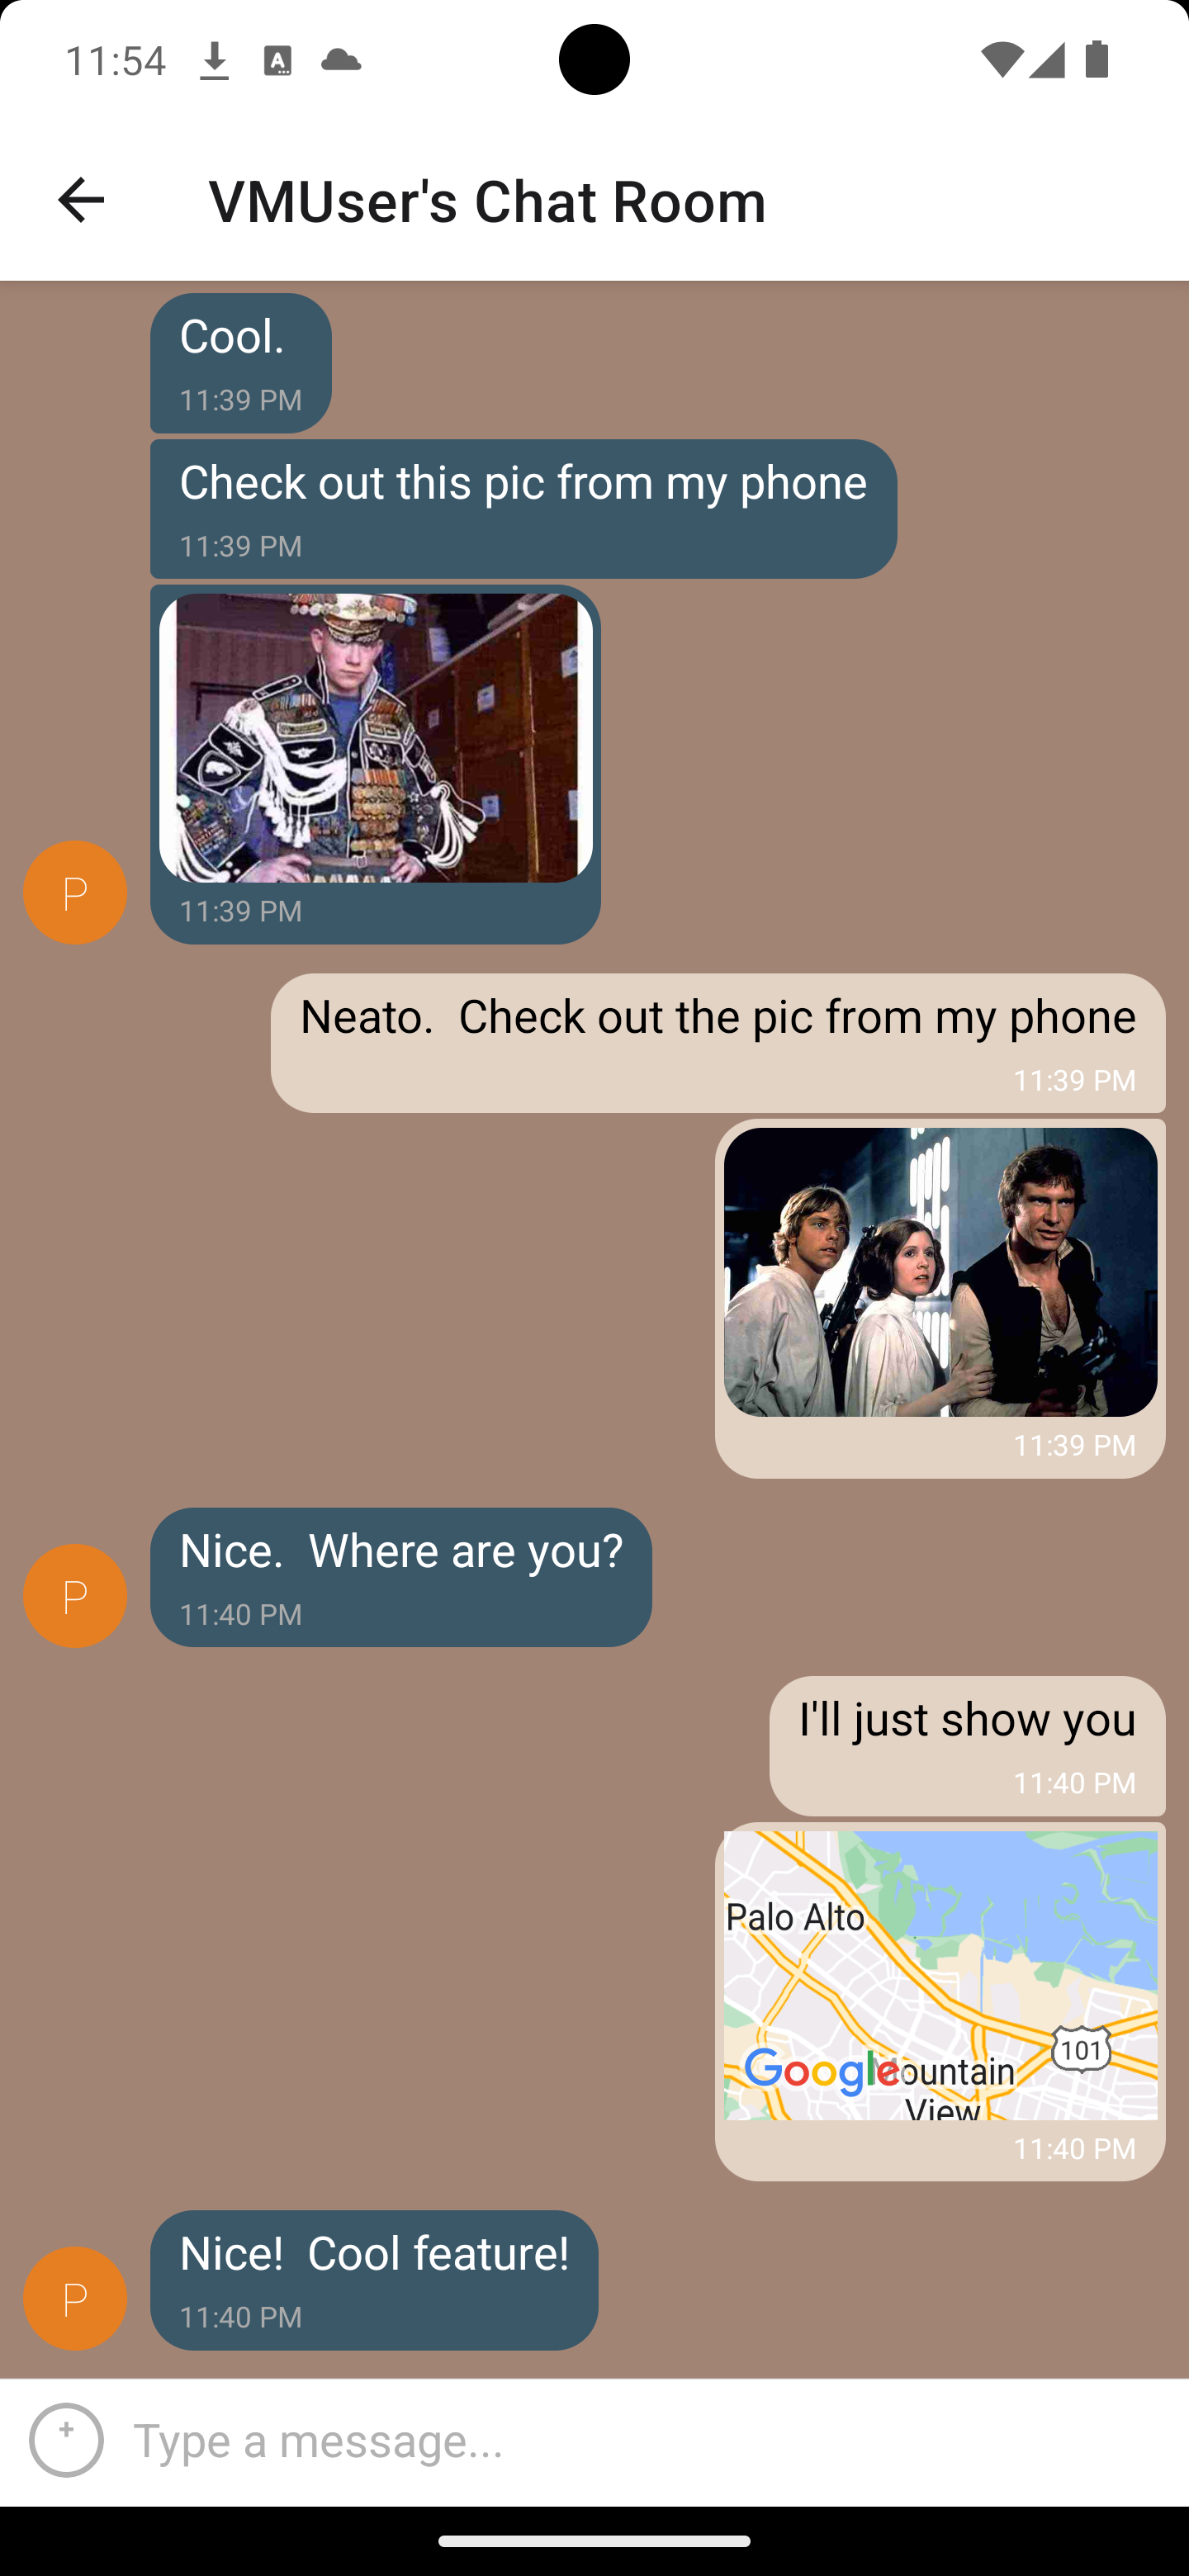 11:54
VMUser's Chat Room
Cool.
11:39 PM
Check out this pic from my phone
11:39 PM
11:39 PM
P
Neato.  Check out the pic from my phone
11:39 PM
11:39 PM
Nice.  Where are you?
11:40 PM
P
I'll just show you
11:40 PM
Palo Alto
101
Google
ountain
View
11:40 PM
Nice!  Cool feature!
11:40 PM
P
Type a message...